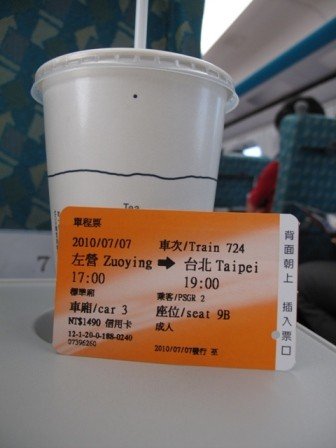 Tea
7
單程票
2010/07/07 車次/Train 724
左營 Zuoying → 台北 Taipei
17:00 19:00
標準廂 乘客/PSGR 2
車廂/car 3 座位/seat 9B
NT$1490 信用卡 成人
12-1-20-0-188-0240
07396260 2010/07/07發行 至
背面朝上 插入票口